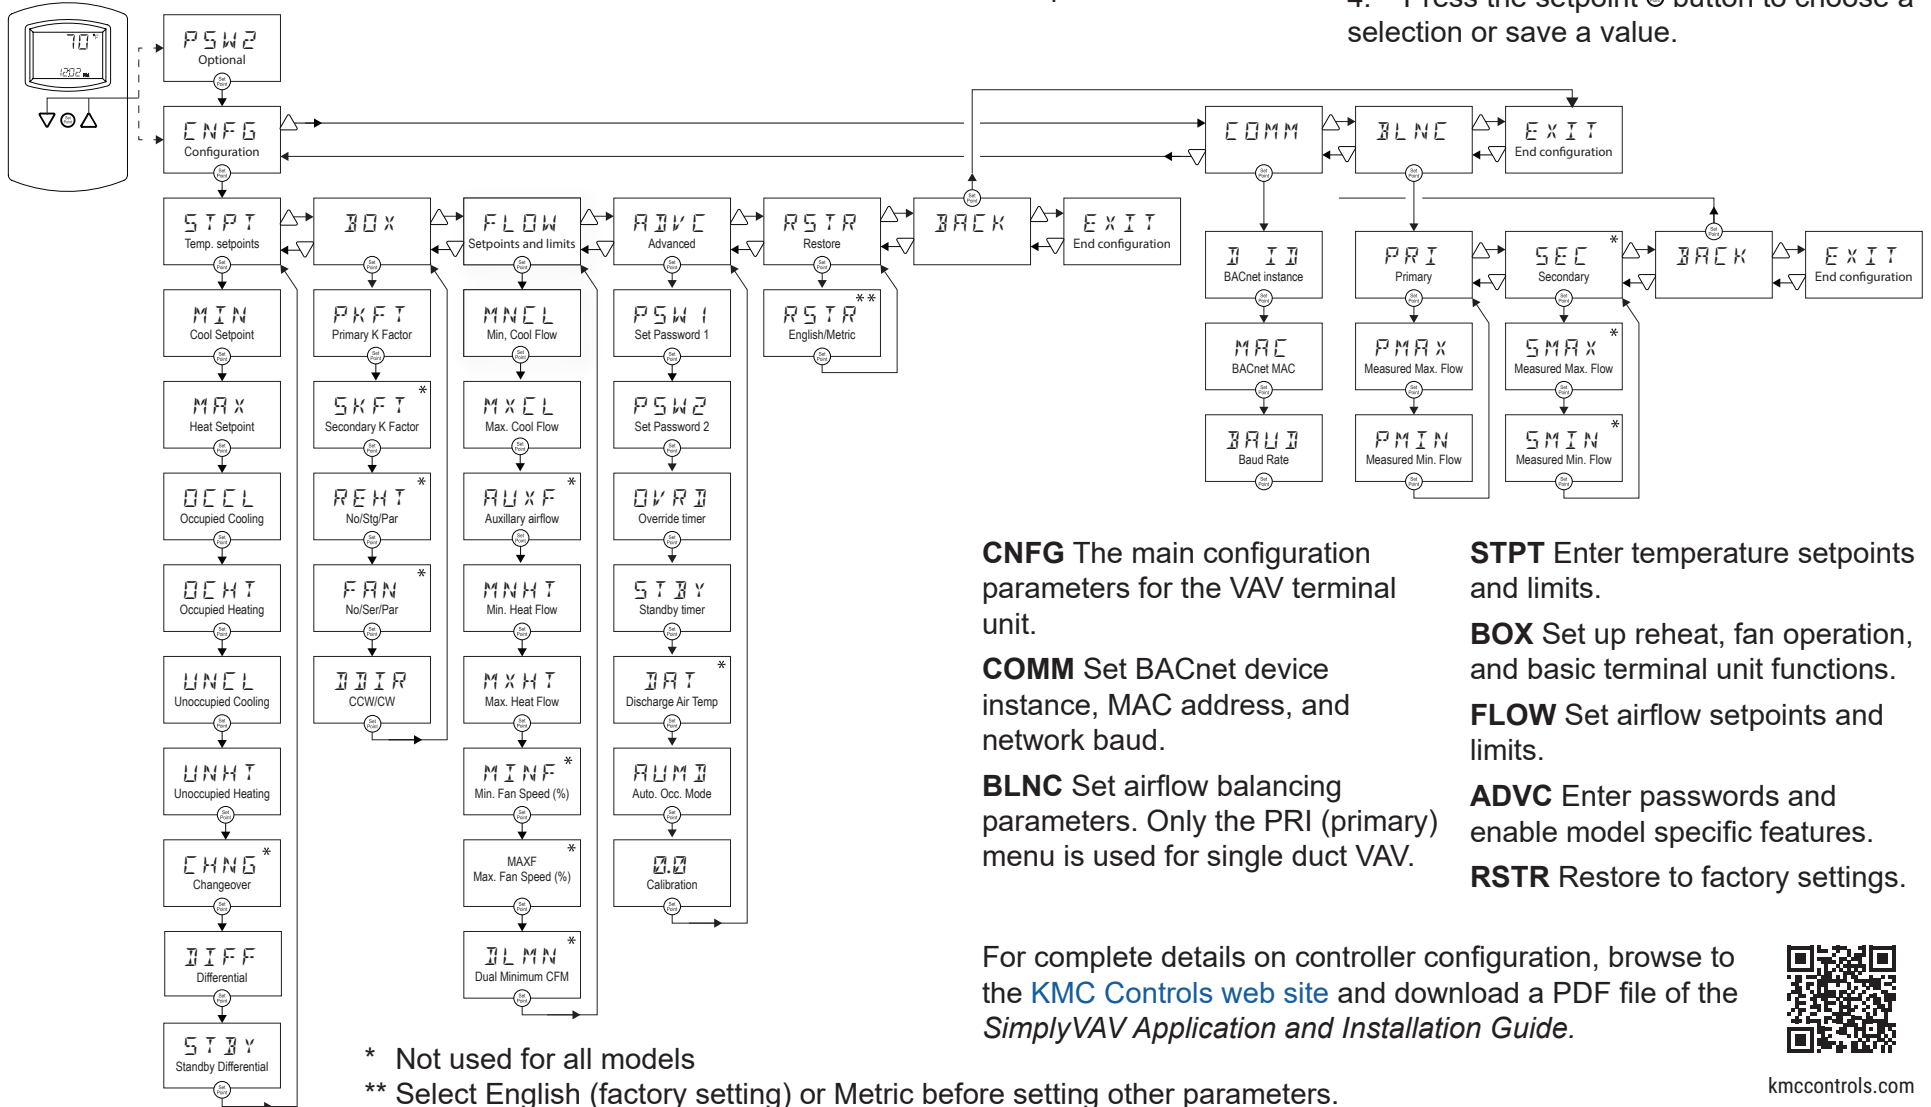 4. Press the setpoint button to choose a
selection or save a value.
70°
12:02 PM
PSW2
Optional
CNFG
Configuration
COMM
BLNC
EXIT
End configuration
STPT
Temp. setpoints
BOX
FLOW
Setpoints and limits
ADVC
Advanced
RSTR
Restore
BACK
EXIT
End configuration
D ID
BACnet instance
PRI
Primary
SEC *
Secondary
BACK
EXIT
End configuration
MIN
Cool Setpoint
PKFT
Primary K Factor
MNCL
Min, Cool Flow
PSW1
Set Password 1
RSTR **
English/Metric
MAC
BACnet MAC
PMAX
Measured Max. Flow
SMAX *
Measured Max. Flow
MAX
Heat Setpoint
SKFT *
Secondary K Factor
MXCL
Max. Cool Flow
PSW2
Set Password 2
BAUD
Baud Rate
PMIN
Measured Min. Flow
SMIN *
Measured Min. Flow
OCCL
Occupied Cooling
REHT *
No/Stg/Par
AUXF *
Auxillary airflow
OVRD
Override timer
OCHT
Occupied Heating
FAN *
No/Ser/Par
MNHT
Min. Heat Flow
STBY
Standby timer
UNCL
Unoccupied Cooling
DDIR
CCW/CW
MXHT
Max. Heat Flow
DAT *
Discharge Air Temp
UNHT
Unoccupied Heating
MINF *
Min. Fan Speed (%)
AUMD
Auto. Occ. Mode
CHNG *
Changeover
MAXF *
Max. Fan Speed (%)
0.0
Calibration
DIFF
Differential
DLMN *
Dual Minimum CFM
STBY
Standby Differential
Set Point
CNFG The main configuration
parameters for the VAV terminal
unit.
COMM Set BACnet device
instance, MAC address, and
network baud.
BLNC Set airflow balancing
parameters. Only the PRI (primary)
menu is used for single duct VAV.
STPT Enter temperature setpoints
and limits.
BOX Set up reheat, fan operation,
and basic terminal unit functions.
FLOW Set airflow setpoints and
limits.
ADVC Enter passwords and
enable model specific features.
RSTR Restore to factory settings.
For complete details on controller configuration, browse to
the KMC Controls web site and download a PDF file of the
SimplyVAV Application and Installation Guide.
kmccontrols.com
* Not used for all models
** Select English (factory setting) or Metric before setting other parameters.